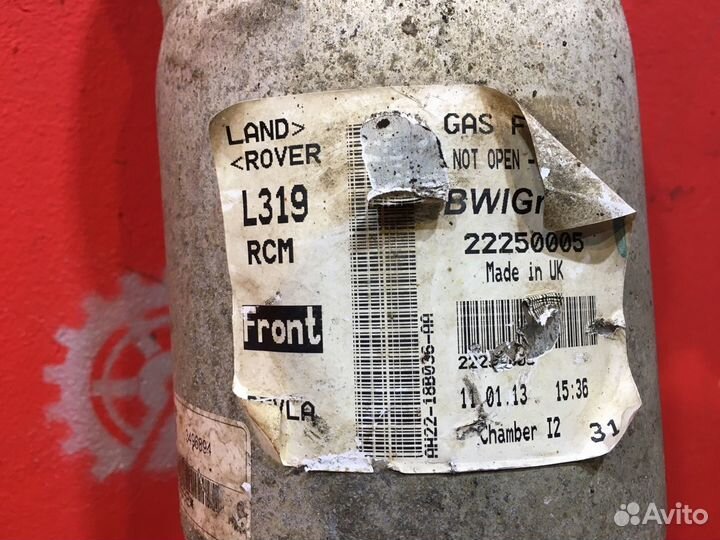 LAND>
<ROVER
L319
RCM
Front
AH22-18B036-AA
GAS
NOT OPEN -
BWIGr
22250005
Made in UK
11.01.13 15:36
Chamber I2
31
Avito